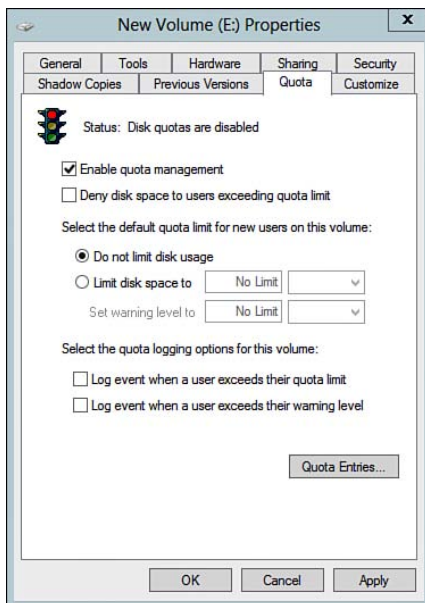 New Volume (E:) Properties
x
General Tools Hardware Sharing Security
Shadow Copies Previous Versions Quota Customize
Status: Disk quotas are disabled
Enable quota management
Deny disk space to users exceeding quota limit
Select the default quota limit for new users on this volume:
Do not limit disk usage
Limit disk space to No Limit
Set warning level to No Limit
Select the quota logging options for this volume:
Log event when a user exceeds their quota limit
Log event when a user exceeds their warning level
Quota Entries...
OK Cancel Apply